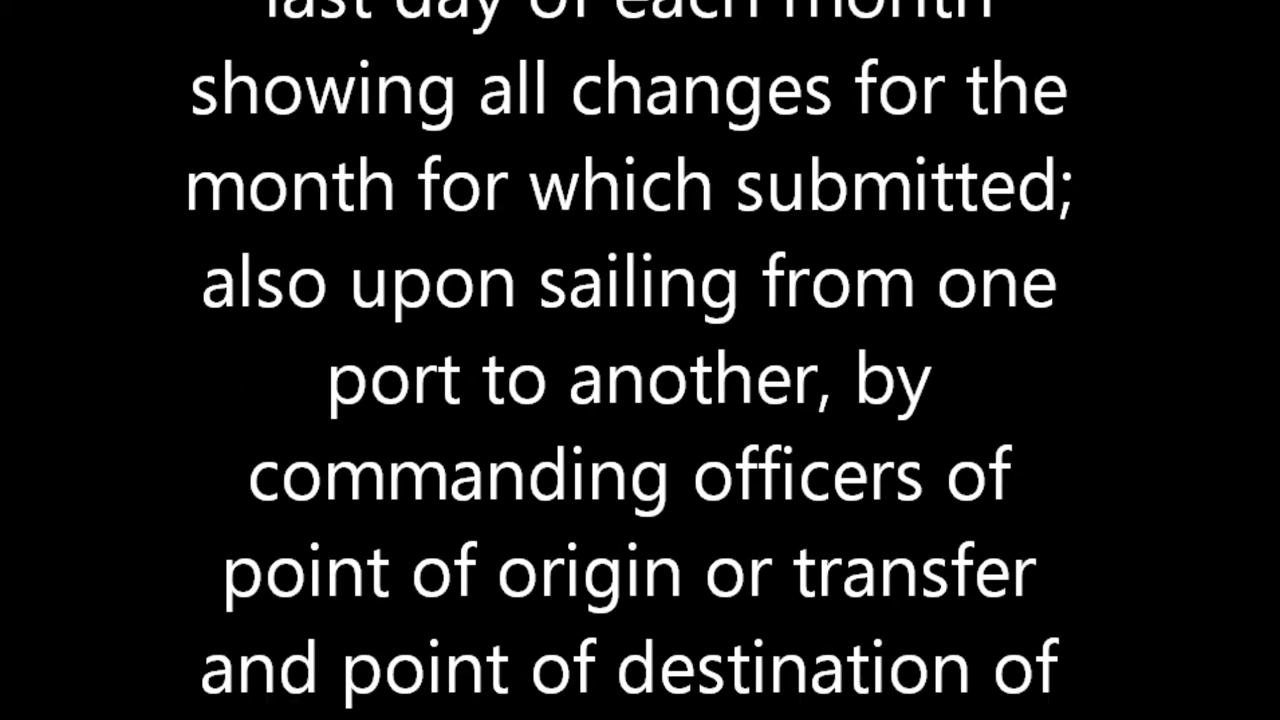 last day of each month
showing all changes for the
month for which submitted;
also upon sailing from one
port to another, by
commanding officers of
point of origin or transfer
and point of destination of